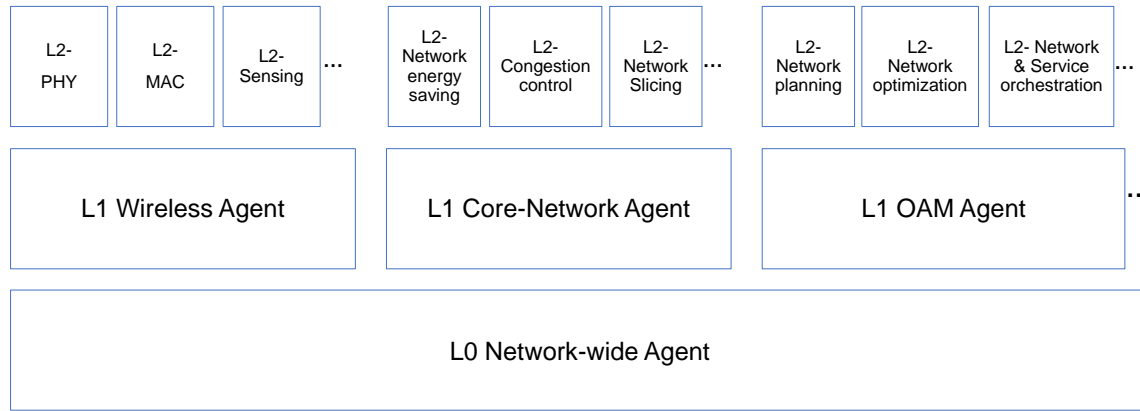 L2-
PHY
L2-
MAC
L2-
Sensing
...
L2-
Network
energy
saving
L2-
Congestion
control
L2-
Network
Slicing
...
L2-
Network
planning
L2-
Network
optimization
L2- Network
& Service
orchestration
...
L1 Wireless Agent
L1 Core-Network Agent
L1 OAM Agent
...
L0 Network-wide Agent